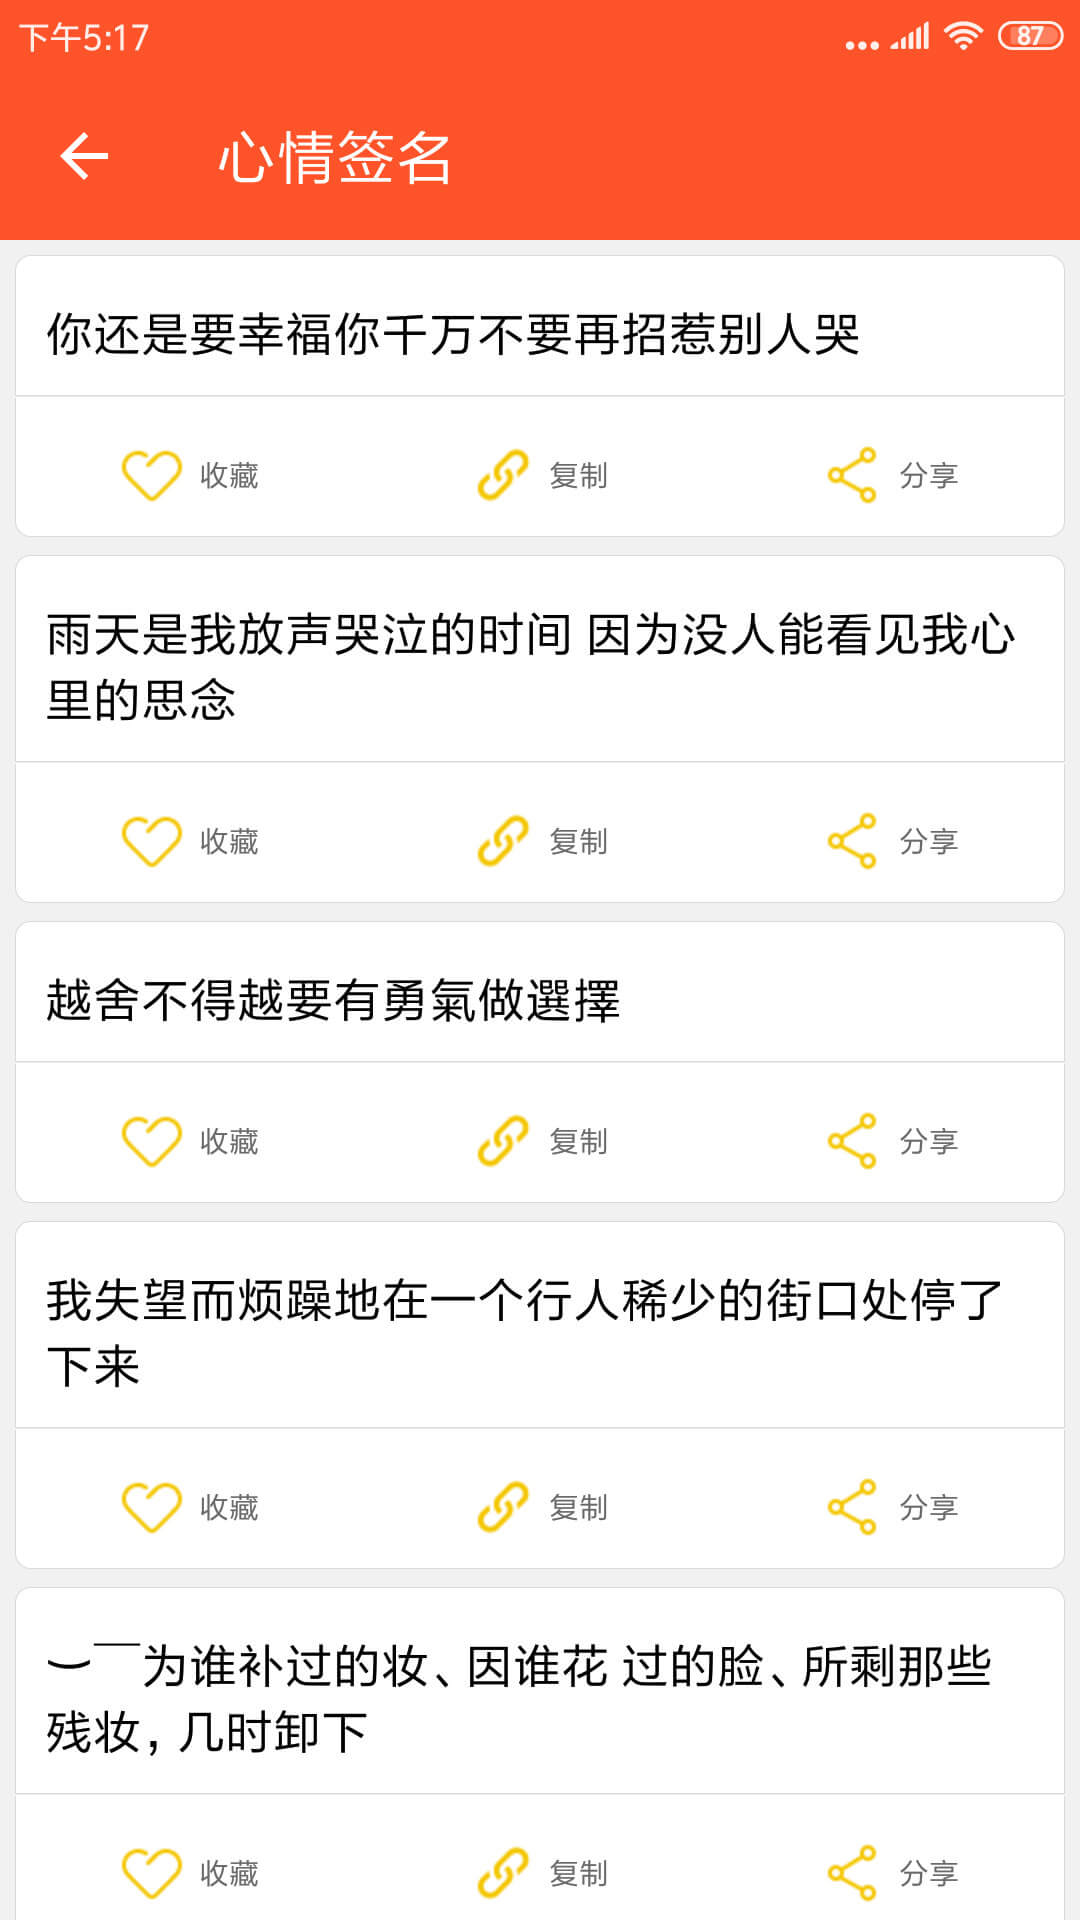 下午5:17
87
心情签名
你还是要幸福你千万不要再招惹别人哭
收藏 复制 分享
雨天是我放声哭泣的时间 因为没人能看见我心
里的思念
收藏 复制 分享
越舍不得越要有勇氣做選擇
收藏 复制 分享
我失望而烦躁地在一个行人稀少的街口处停了
下来
收藏 复制 分享
︶￣为谁补过的妆、因谁花 过的脸、所剩那些
残妆，几时卸下
收藏 复制 分享